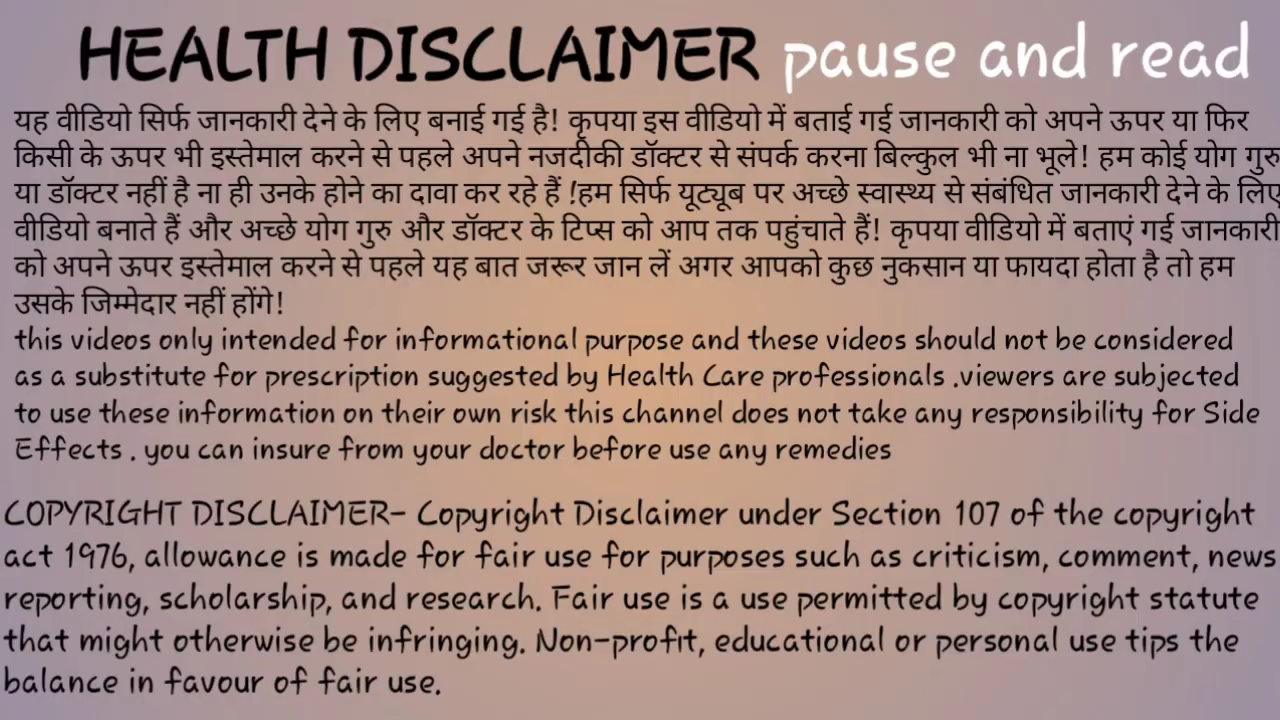 HEALTH DISCLAIMER pause and read
यह वीडियो सिर्फ जानकारी देने के लिए बनाई गई है! कृपया इस वीडियो में बताई गई जानकारी को अपने ऊपर या फिर
किसी के ऊपर भी इस्तेमाल करने से पहले अपने नजदीकी डॉक्टर से संपर्क करना बिल्कुल भी ना भूले! हम कोई योग गुरु
या डॉक्टर नहीं है ना ही उनके होने का दावा कर रहे हैं !हम सिर्फ यूट्यूब पर अच्छे स्वास्थ्य से संबंधित जानकारी देने के लिए
वीडियो बनाते हैं और अच्छे योग गुरु और डॉक्टर के टिप्स को आप तक पहुंचाते हैं! कृपया वीडियो में बताएं गई जानकारी
को अपने ऊपर इस्तेमाल करने से पहले यह बात जरूर जान लें अगर आपको कुछ नुकसान या फायदा होता है तो हम
उसके जिम्मेदार नहीं होंगे!
this videos only intended for informational purpose and these videos should not be considered
as a substitute for prescription suggested by Health Care professionals .viewers are subjected
to use these information on their own risk this channel does not take any responsibility for Side
Effects . you can insure from your doctor before use any remedies
COPYRIGHT DISCLAIMER- Copyright Disclaimer under Section 107 of the copyright
act 1976, allowance is made for fair use for purposes such as criticism, comment, news
reporting, scholarship, and research. Fair use is a use permitted by copyright statute
that might otherwise be infringing. Non-profit, educational or personal use tips the
balance in favour of fair use.